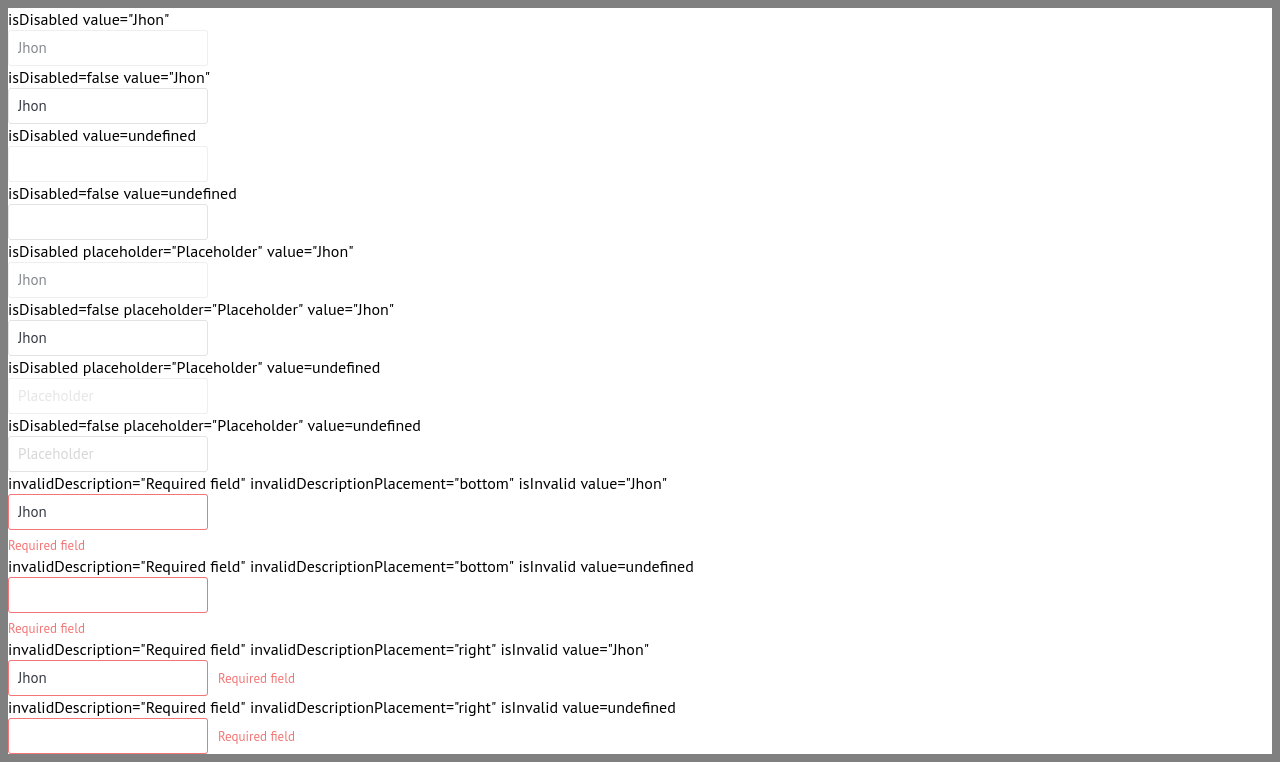 isDisabled value="Jhon"
Jhon
isDisabled=false value="Jhon"
Jhon
isDisabled value=undefined
isDisabled=false value=undefined
isDisabled placeholder="Placeholder" value="Jhon"
Jhon
isDisabled=false placeholder="Placeholder" value="Jhon"
Jhon
isDisabled placeholder="Placeholder" value=undefined
Placeholder
isDisabled=false placeholder="Placeholder" value=undefined
Placeholder
invalidDescription="Required field" invalidDescriptionPlacement="bottom" isInvalid value="Jhon"
Jhon
Required field
invalidDescription="Required field" invalidDescriptionPlacement="bottom" isInvalid value=undefined
Required field
invalidDescription="Required field" invalidDescriptionPlacement="right" isInvalid value="Jhon"
Jhon Required field
invalidDescription="Required field" invalidDescriptionPlacement="right" isInvalid value=undefined
Required field